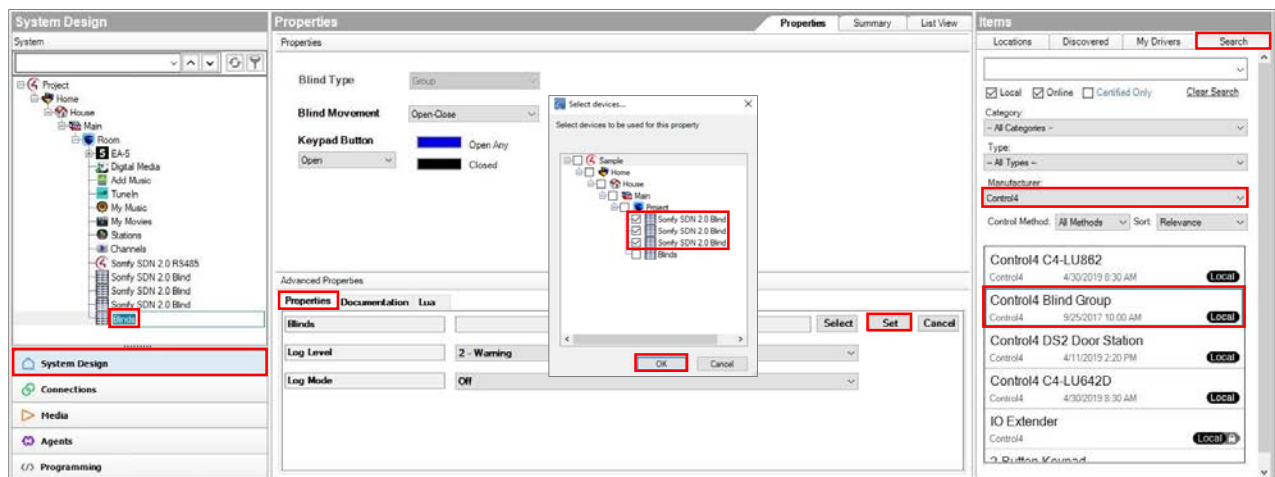 System Design
System
Project
Home
House
Main
Room
EA-5
Digital Media
Add Music
TuneIn
My Music
My Movies
Stations
Channels
Somfy SDN 2.0 RS485
Somfy SDN 2.0 Blind
Somfy SDN 2.0 Blind
Somfy SDN 2.0 Blind
Blinds
System Design
Connections
Media
Agents
</> Programming
Properties
Properties Summary List View
Properties
Blind Type Group
Blind Movement Open-Close
Keypad Button Open Any
Open Closed
Select devices...
Select devices to be used for this property
Sample
Home
House
Main
Project
Somfy SDN 2.0 Blind
Somfy SDN 2.0 Blind
Somfy SDN 2.0 Blind
Blinds
OK Cancel
Advanced Properties
Properties Documentation Lua
Blinds Select Set Cancel
Log Level 2 - Warning
Log Mode Off
Items
Locations Discovered My Drivers Search
Local Online Certified Only Clear Search
Category:
-- All Categories --
Type:
-- All Types --
Manufacturer:
Control4
Control Method: All Methods Sort: Relevance
Control4 C4-LU862
Control4 4/30/2019 8:30 AM Local
Control4 Blind Group
Control4 9/25/2017 10:00 AM Local
Control4 DS2 Door Station
Control4 4/11/2019 2:20 PM Local
Control4 C4-LU642D
Control4 4/30/2019 8:30 AM Local
IO Extender
Control4 Local
2-Button Keypad